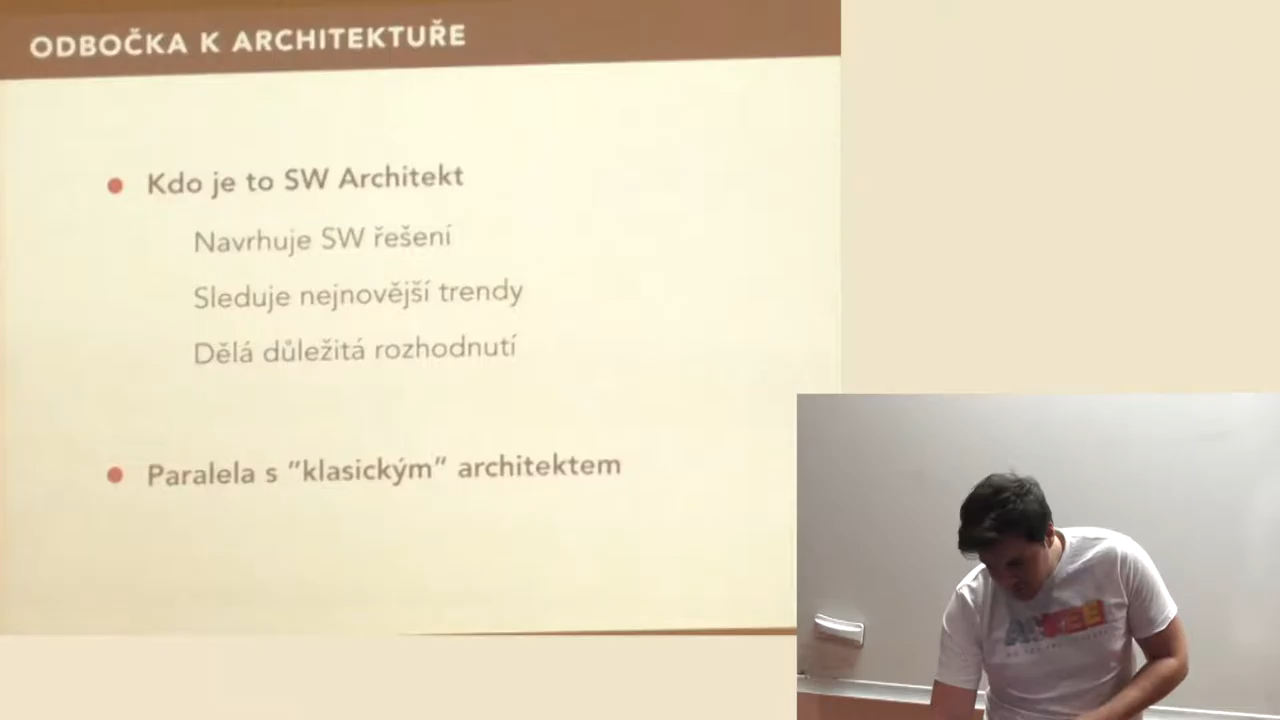 ODBOČKA K ARCHITEKTUŘE
Kdo je to SW Architekt
Navrhuje SW řešení
Sleduje nejnovější trendy
Dělá důležitá rozhodnutí
Paralela s "klasickým" architektem